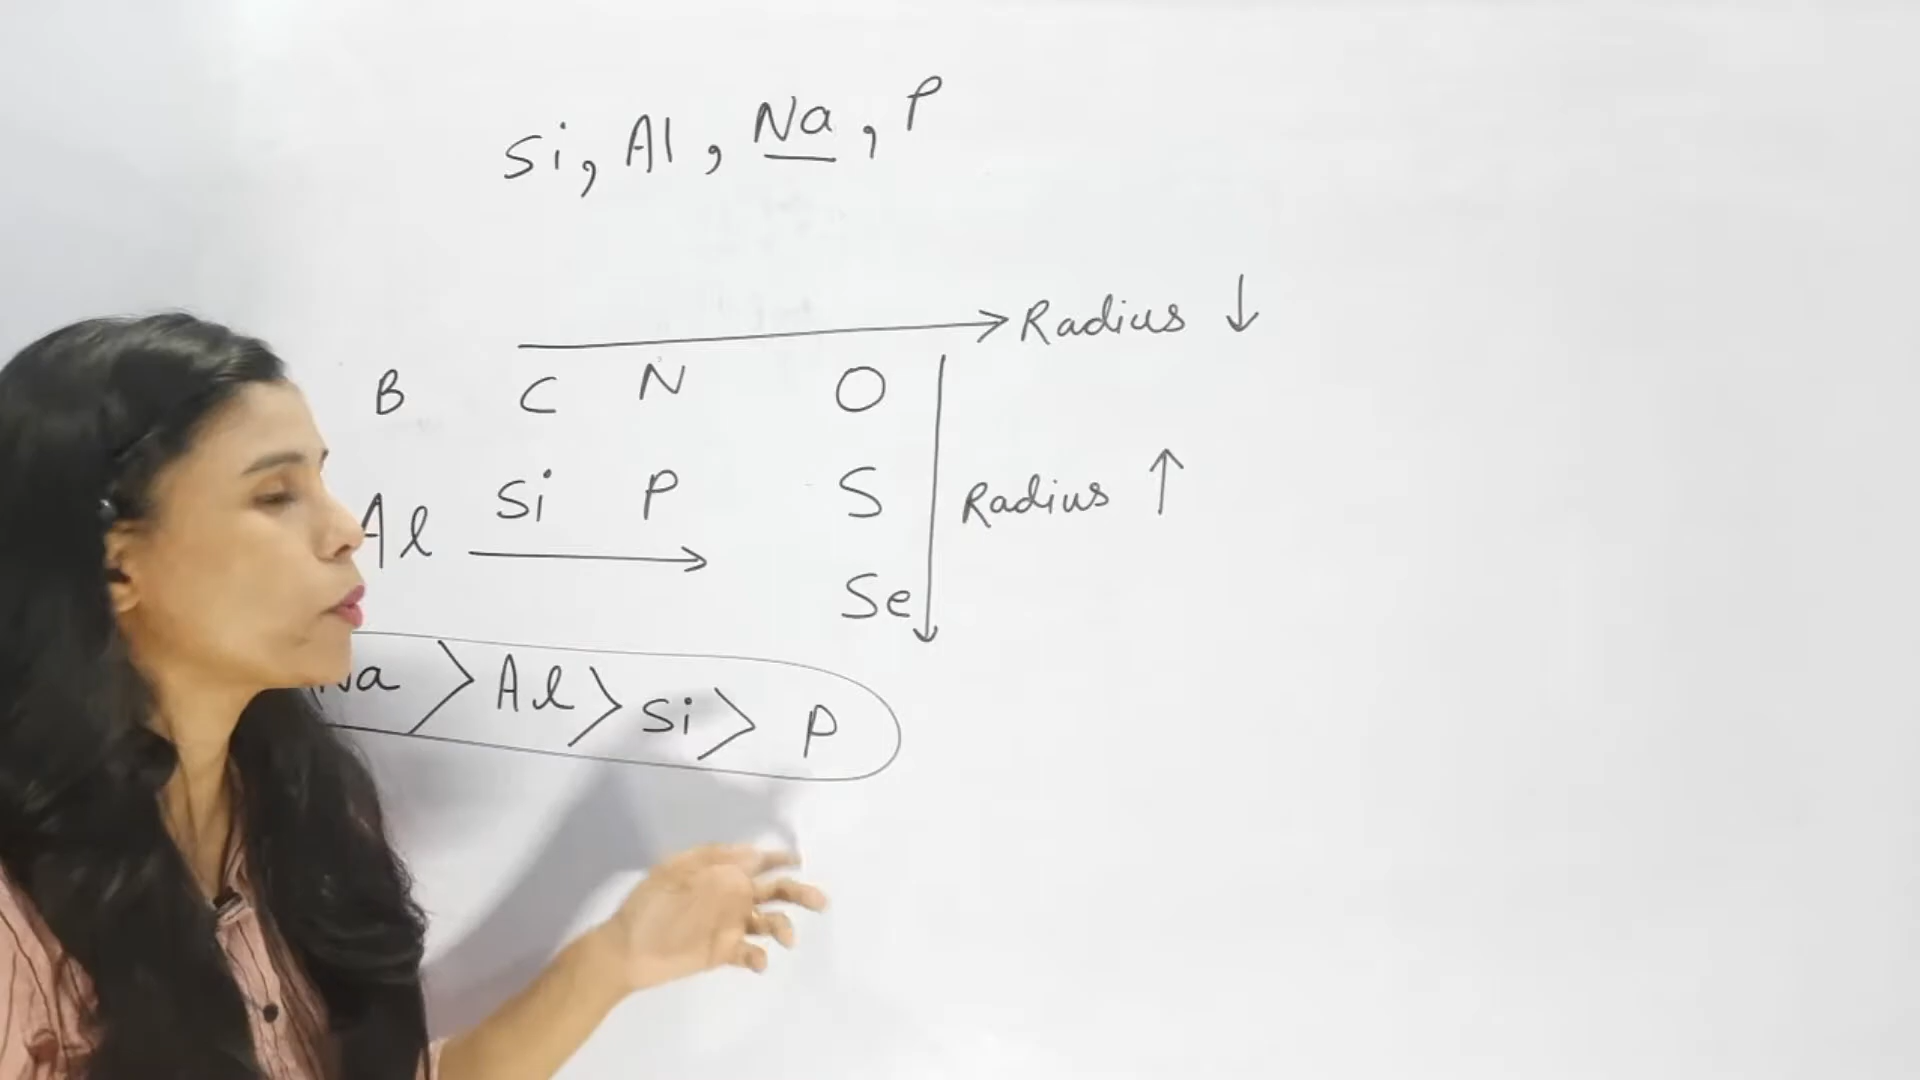 Si, Al, Na, P
Radius ↓
B C N O
Al Si P S
Radius ↑
Se
Na > Al > Si > P